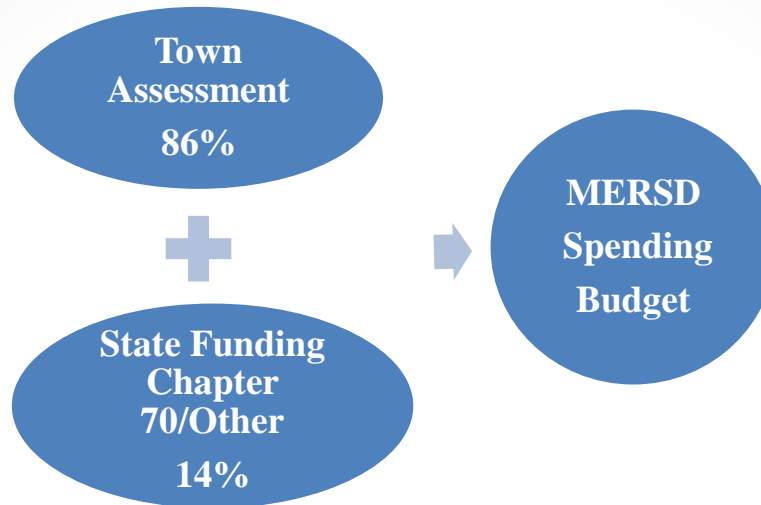 Town
Assessment
86%
State Funding
Chapter
70/Other
14%
MERSD
Spending
Budget